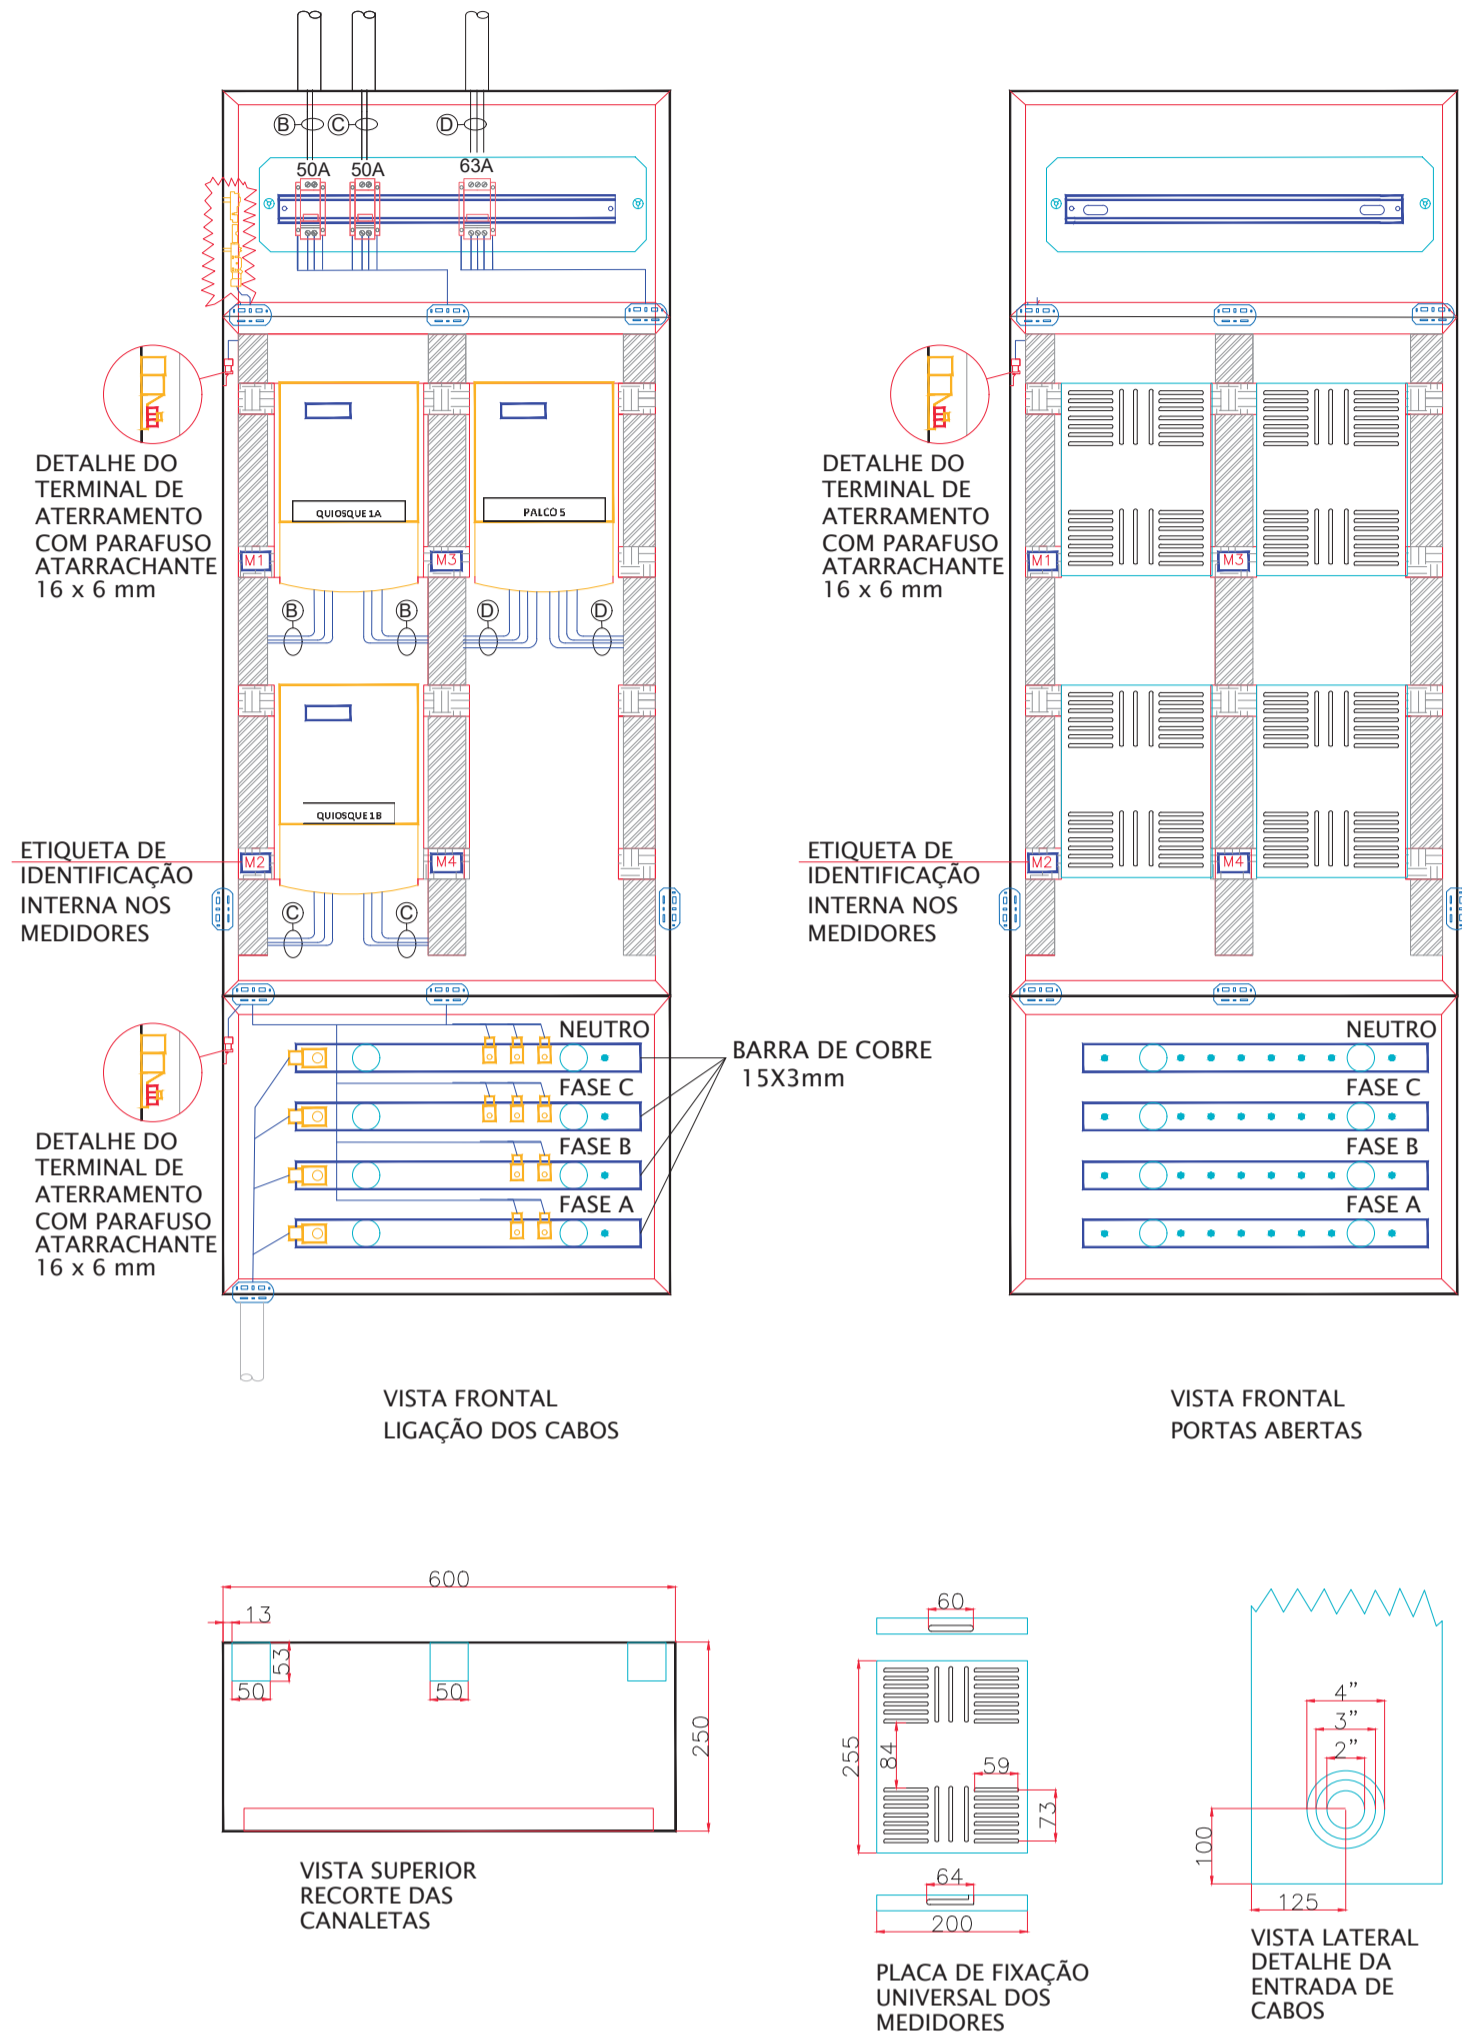 B
C
D
50A
50A
63A
DETALHE DO
TERMINAL DE
ATERRAMENTO
COM PARAFUSO
ATARRACHANTE
16 x 6 mm
QUIOSQUE 1A
PALCO 5
M1
M3
B
B
D
D
QUIOSQUE 1B
ETIQUETA DE
IDENTIFICAÇÃO
INTERNA NOS
MEDIDORES
M2
M4
C
C
NEUTRO
FASE C
FASE B
FASE A
BARRA DE COBRE
15X3mm
DETALHE DO
TERMINAL DE
ATERRAMENTO
COM PARAFUSO
ATARRACHANTE
16 x 6 mm
VISTA FRONTAL
LIGAÇÃO DOS CABOS
DETALHE DO
TERMINAL DE
ATERRAMENTO
COM PARAFUSO
ATARRACHANTE
16 x 6 mm
M1
M3
ETIQUETA DE
IDENTIFICAÇÃO
INTERNA NOS
MEDIDORES
M2
M4
NEUTRO
FASE C
FASE B
FASE A
VISTA FRONTAL
PORTAS ABERTAS
600
13
53
50
50
250
VISTA SUPERIOR
RECORTE DAS
CANALETAS
60
255
84
59
73
64
200
PLACA DE FIXAÇÃO
UNIVERSAL DOS
MEDIDORES
4”
3”
2”
100
125
VISTA LATERAL
DETALHE DA
ENTRADA DE
CABOS